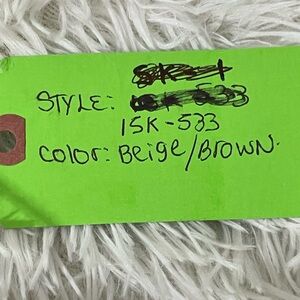 STYLE:
15K-533
Color: Beige/Brown.